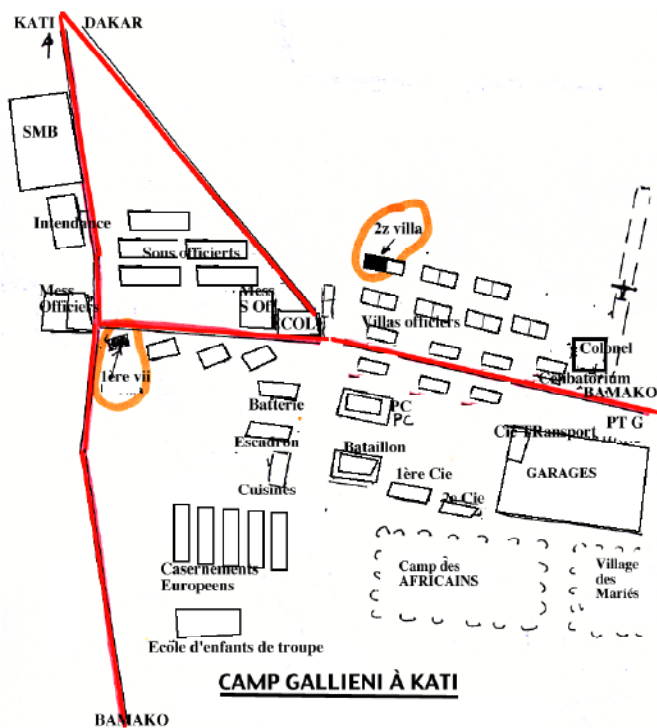 KATI DAKAR
SMB
Intendance
Sous officierts
2z villa
Mess
Officiers
Mess
S Off
COL
Villas officiers
Colonel
Celibatorium
BAMAKO
PT G
1ère vii
Batterie
PC
PC
Escadron
Bataillon
Cie TRansport
GARAGES
Cuisines
1ère Cie
2e Cie
Casernements
Europeens
Camp des
AFRICAINS
Village
des
Mariés
Ecole d'enfants de troupe
CAMP GALLIENI À KATI
BAMAKO